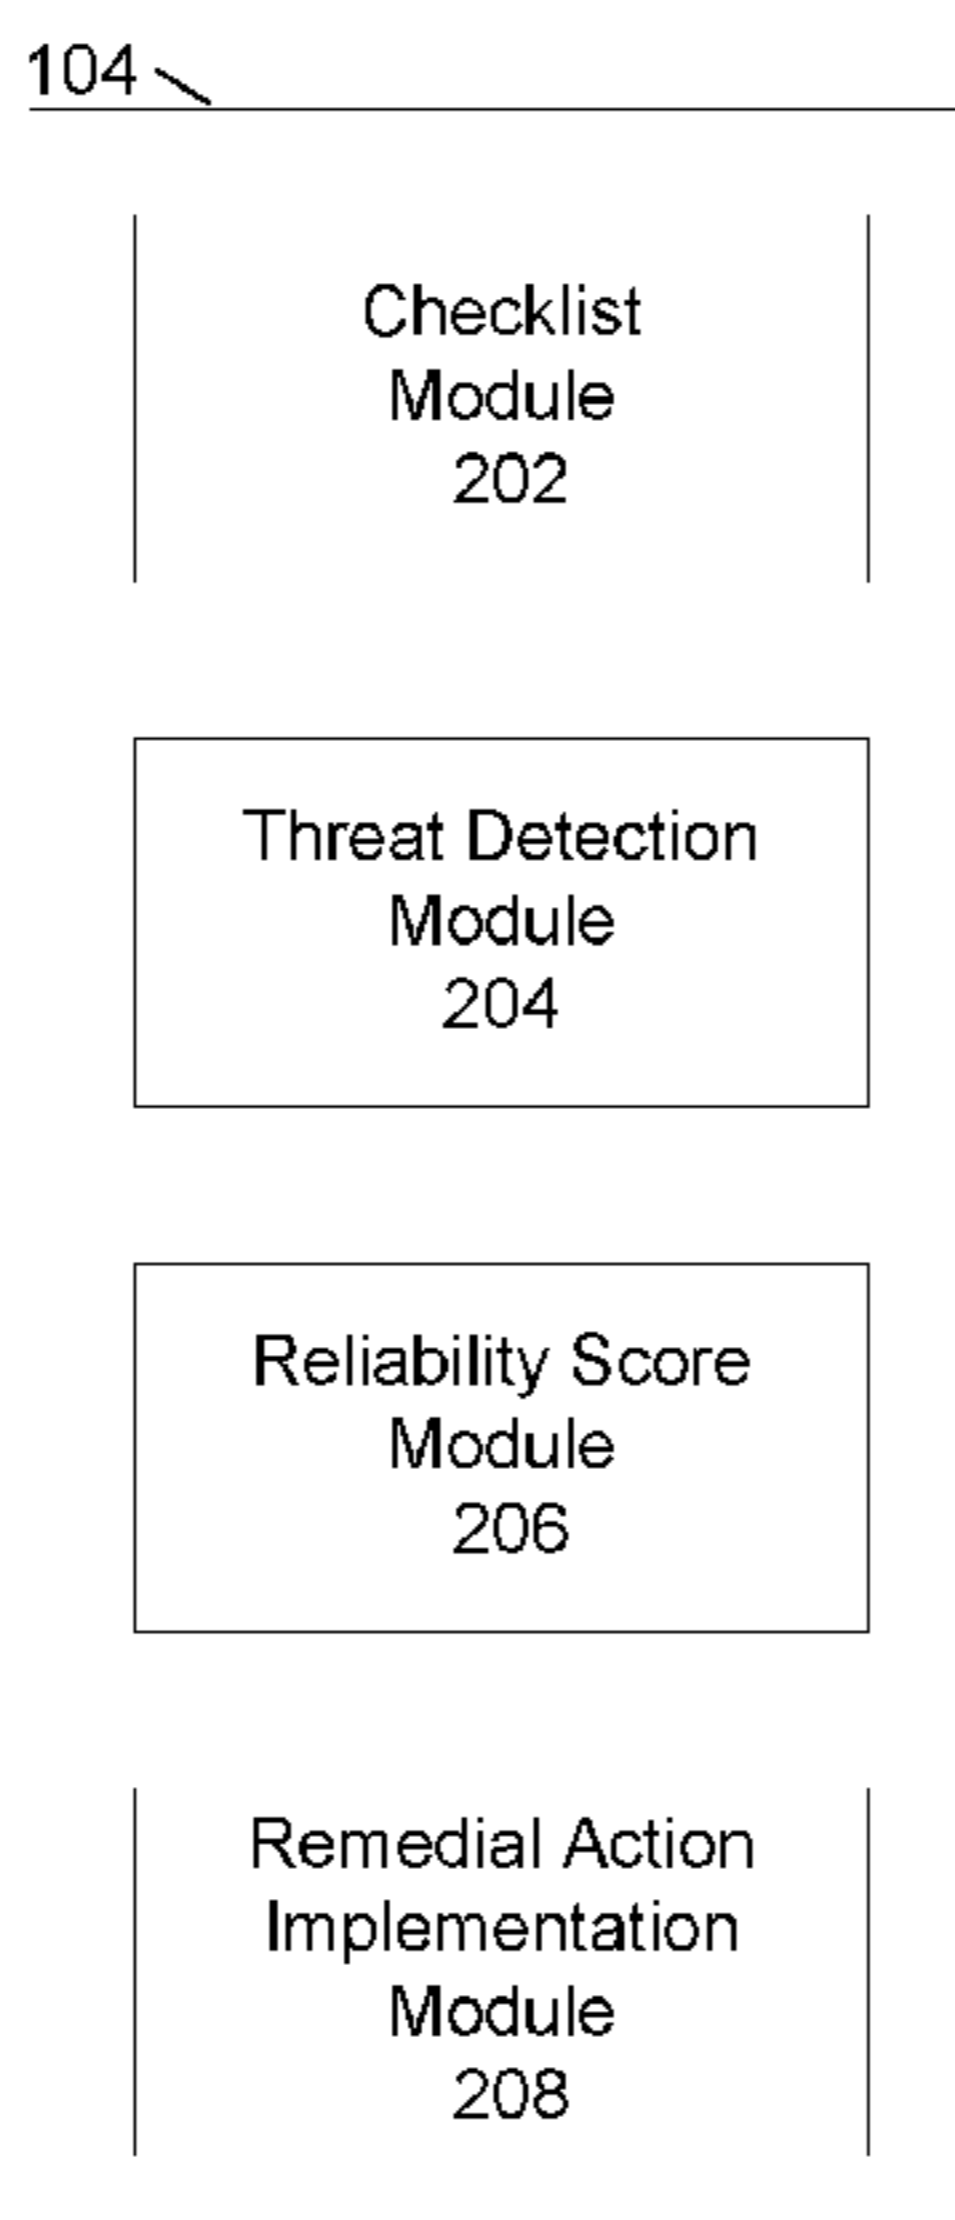 104
Checklist
Module
202
Threat Detection
Module
204
Reliability Score
Module
206
Remedial Action
Implementation
Module
208